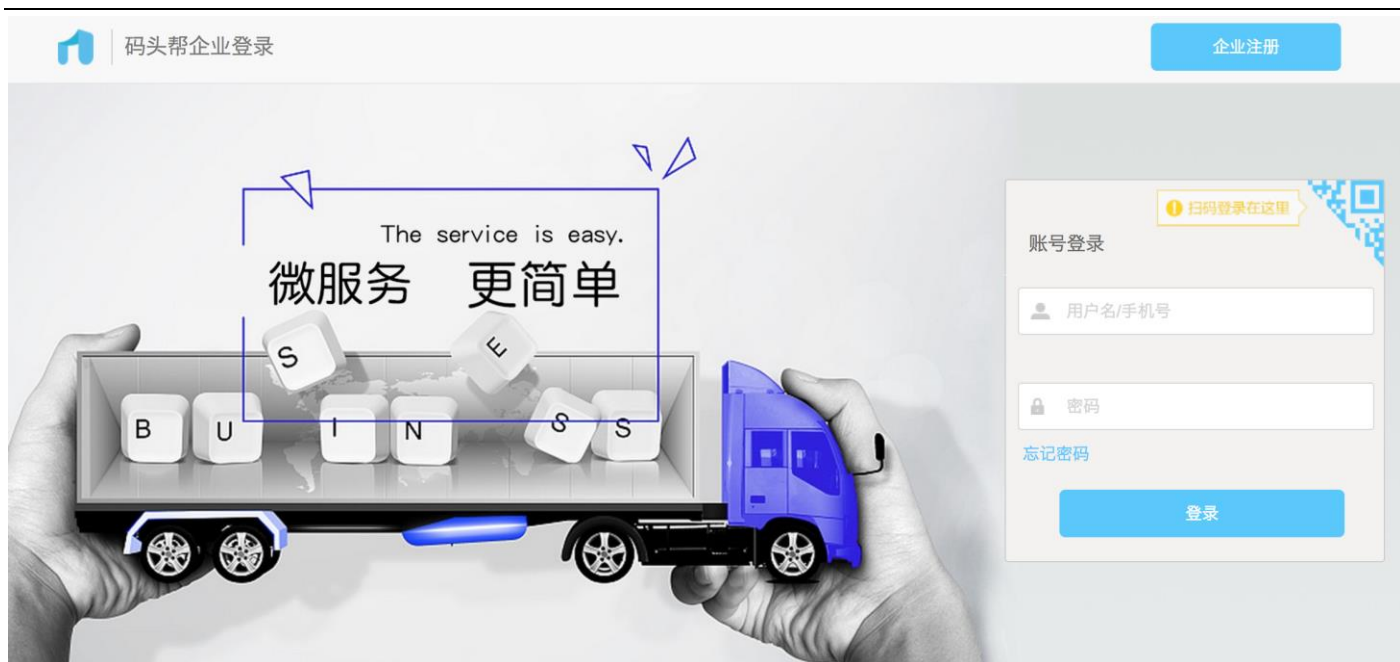 码头帮企业登录
企业注册
The service is easy.
微服务 更简单
S E
B U I N S S
扫码登录在这里
账号登录
用户名/手机号
密码
忘记密码
登录